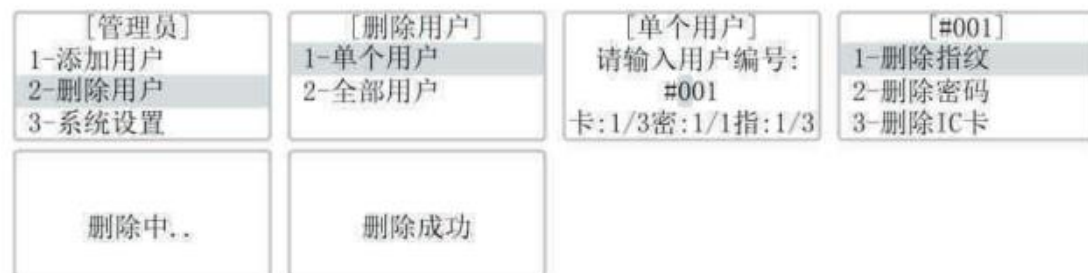 [管理员]
1-添加用户
2-删除用户
3-系统设置
[删除用户]
1-单个用户
2-全部用户
[单个用户]
请输入用户编号:
#001
卡:1/3密:1/1指:1/3
[#001]
1-删除指纹
2-删除密码
3-删除IC卡
删除中..
删除成功